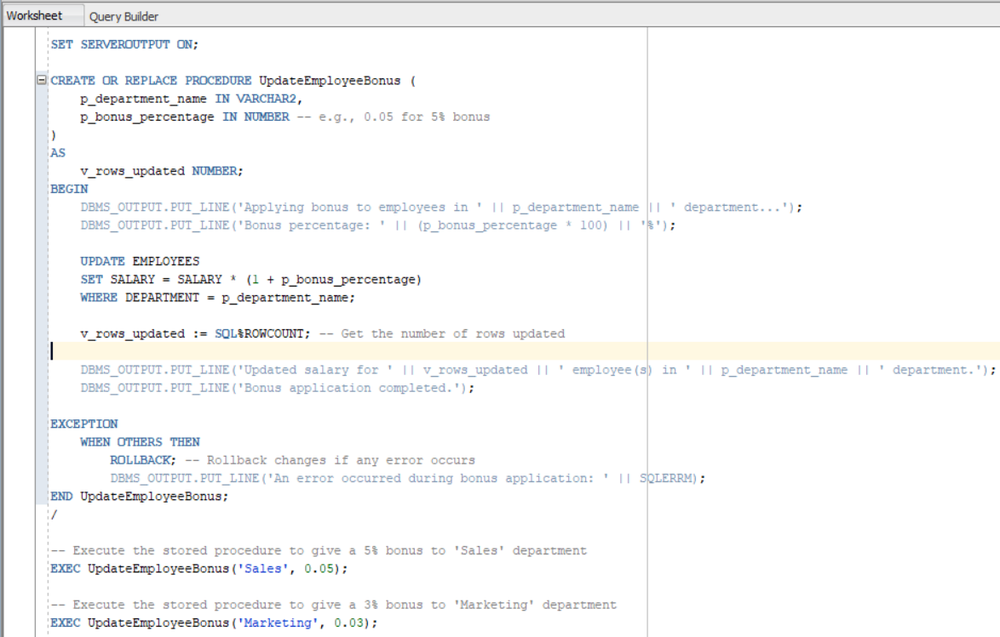 Worksheet Query Builder
SET SERVEROUTPUT ON;
CREATE OR REPLACE PROCEDURE UpdateEmployeeBonus (
    p_department_name IN VARCHAR2,
    p_bonus_percentage IN NUMBER -- e.g., 0.05 for 5% bonus
)
AS
    v_rows_updated NUMBER;
BEGIN
    DBMS_OUTPUT.PUT_LINE('Applying bonus to employees in ' || p_department_name || ' department...');
    DBMS_OUTPUT.PUT_LINE('Bonus percentage: ' || (p_bonus_percentage * 100) || '%');
    UPDATE EMPLOYEES
    SET SALARY = SALARY * (1 + p_bonus_percentage)
    WHERE DEPARTMENT = p_department_name;
    v_rows_updated := SQL%ROWCOUNT; -- Get the number of rows updated
    DBMS_OUTPUT.PUT_LINE('Updated salary for ' || v_rows_updated || ' employee(s) in ' || p_department_name || ' department.');
    DBMS_OUTPUT.PUT_LINE('Bonus application completed.');
EXCEPTION
    WHEN OTHERS THEN
        ROLLBACK; -- Rollback changes if any error occurs
        DBMS_OUTPUT.PUT_LINE('An error occurred during bonus application: ' || SQLERRM);
END UpdateEmployeeBonus;
/
-- Execute the stored procedure to give a 5% bonus to 'Sales' department
EXEC UpdateEmployeeBonus('Sales', 0.05);
-- Execute the stored procedure to give a 3% bonus to 'Marketing' department
EXEC UpdateEmployeeBonus('Marketing', 0.03);